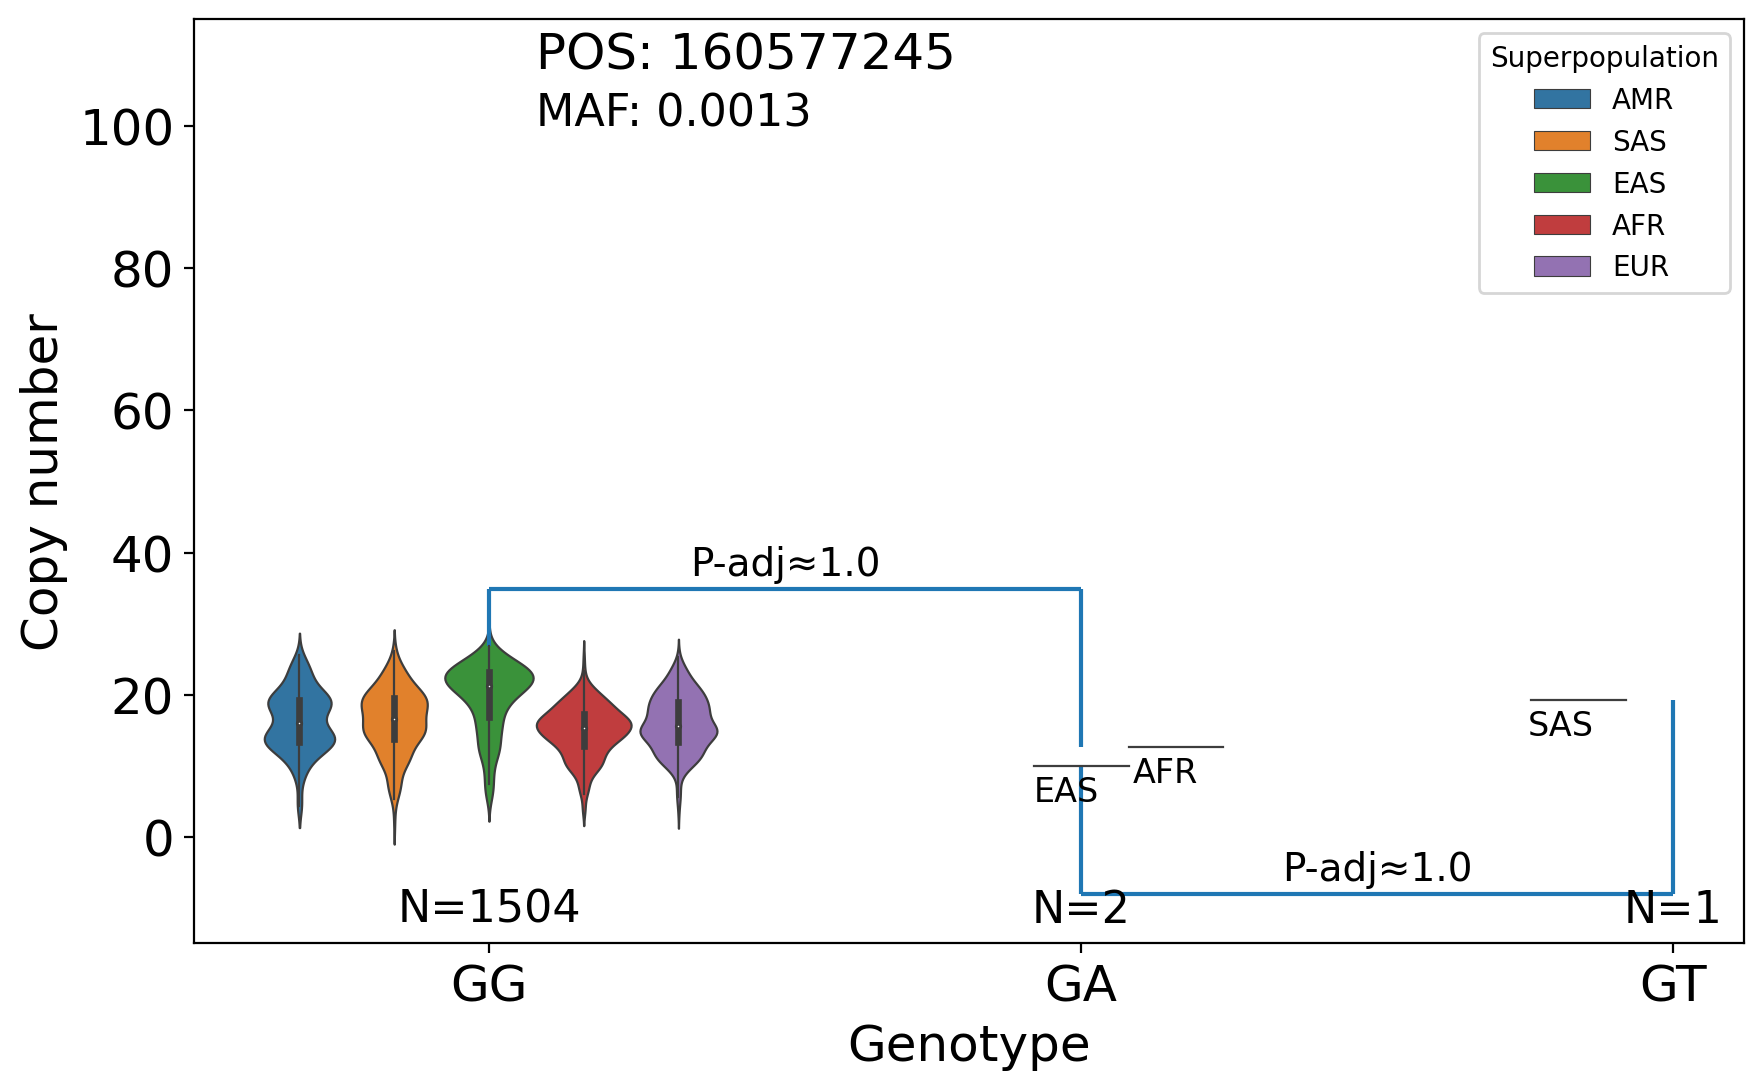 POS: 160577245
MAF: 0.0013
Superpopulation
AMR
SAS
EAS
AFR
EUR
Copy number
100
80
60
40
20
0
P-adj≈1.0
SAS
AFR
EAS
P-adj≈1.0
N=1504
N=2
N=1
GG
GA
GT
Genotype